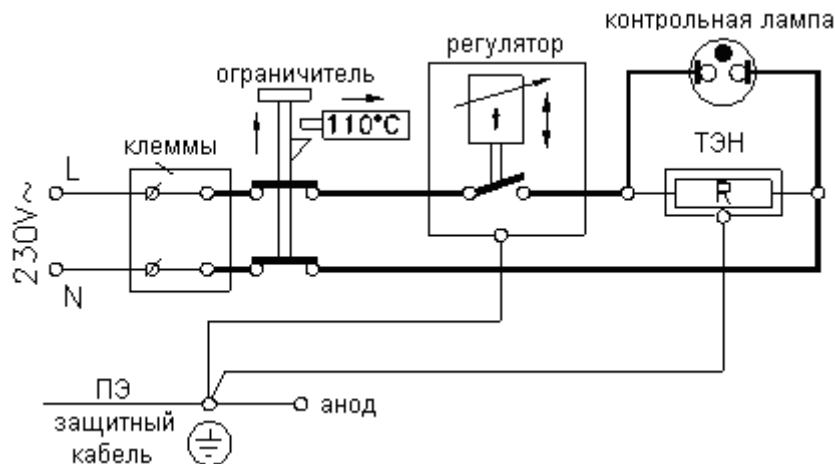 контрольная лампа
регулятор
ограничитель
110°C
клеммы
ТЭН
L
R
230V~
N
ПЭ
анод
защитный
кабель